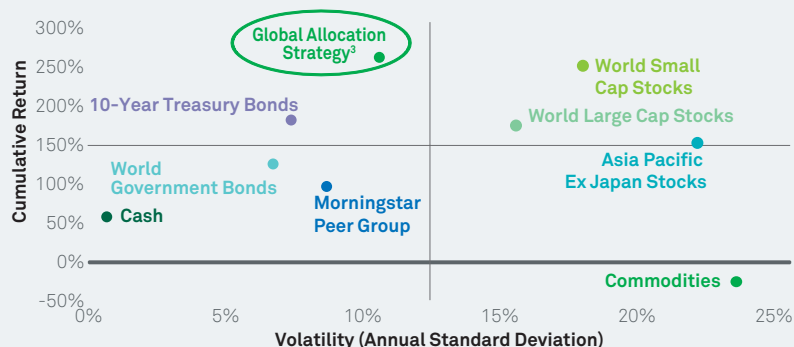 Cumulative Return
300%
250%
200%
150%
100%
50%
0%
-50%
Global Allocation
Strategy³
World Small
Cap Stocks
10-Year Treasury Bonds
World Large Cap Stocks
World
Government Bonds
Asia Pacific
Ex Japan Stocks
Morningstar
Peer Group
Cash
Commodities
0%
5%
10%
15%
20%
25%
Volatility (Annual Standard Deviation)